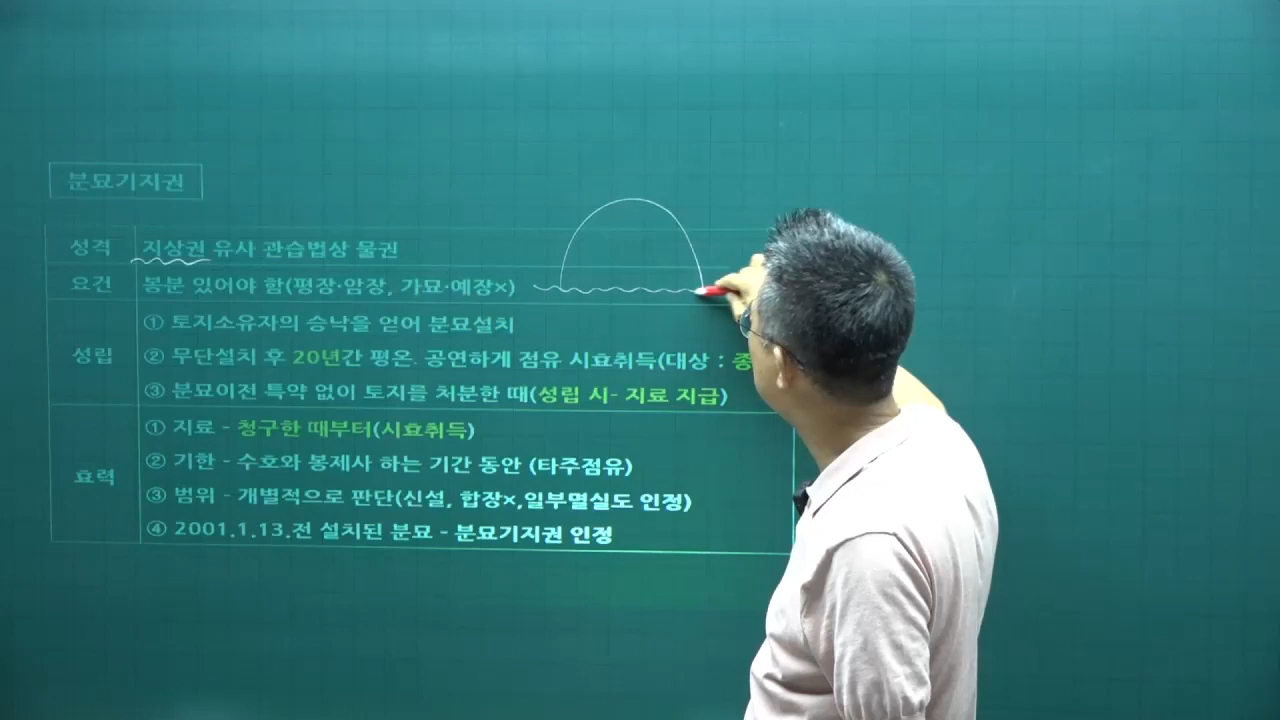 분묘기지권
성격 지상권 유사 관습법상 물권
요건 봉분 있어야 함(평장·암장, 가묘·예장×)
성립
① 토지소유자의 승낙을 얻어 분묘설치
② 무단설치 후 20년간 평온. 공연하게 점유 시효취득(대상 : 종
③ 분묘이전 특약 없이 토지를 처분한 때(성립 시- 지료 지급)
효력
① 지료 - 청구한 때부터(시효취득)
② 기한 - 수호와 봉제사 하는 기간 동안 (타주점유)
③ 범위 - 개별적으로 판단(신설, 합장×,일부멸실도 인정)
④ 2001.1.13.전 설치된 분묘 - 분묘기지권 인정